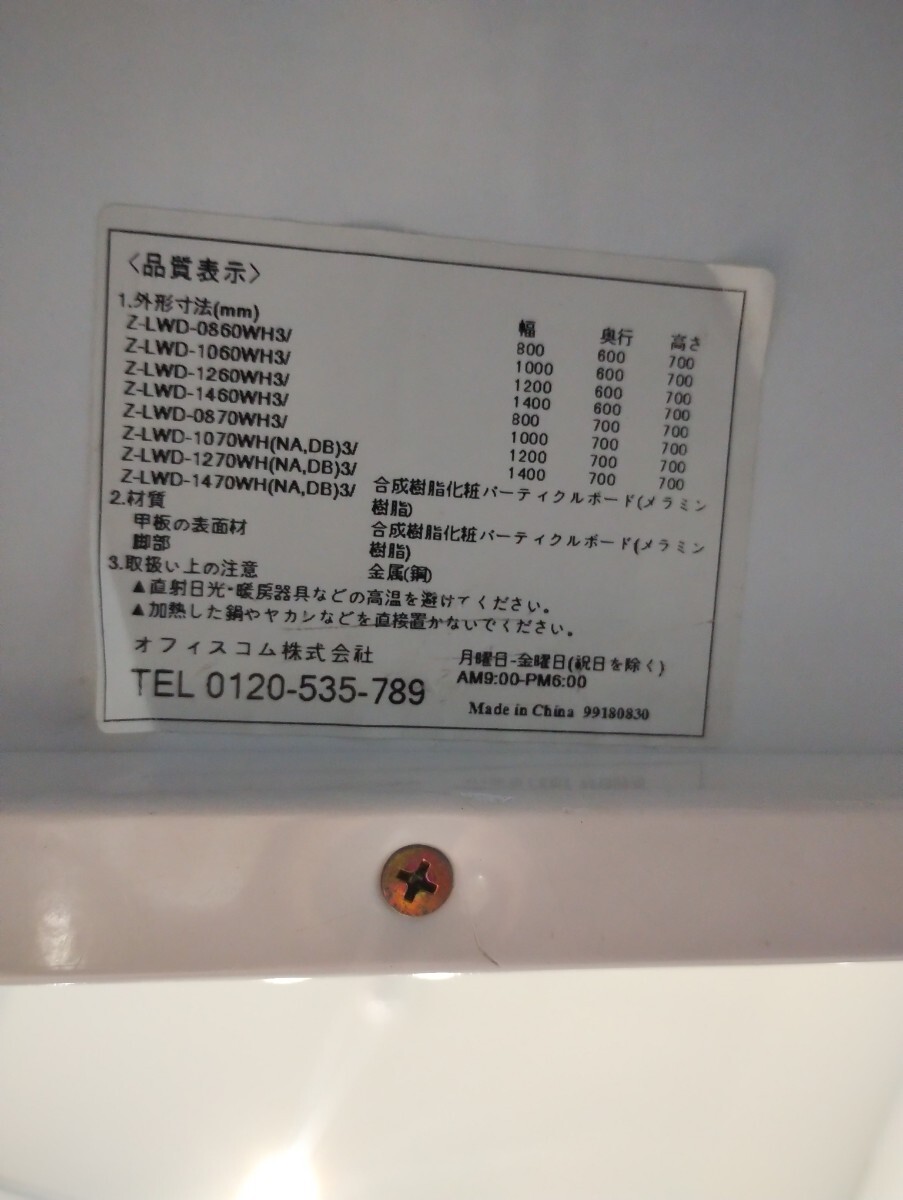 〈品質表示〉
1.外形寸法(mm) 幅 奥行 高さ
Z-LWD-0860WH3/ 800 600 700
Z-LWD-1060WH3/ 1000 600 700
Z-LWD-1260WH3/ 1200 600 700
Z-LWD-1460WH3/ 1400 600 700
Z-LWD-0870WH3/ 800 700 700
Z-LWD-1070WH(NA,DB)3/ 1000 700 700
Z-LWD-1270WH(NA,DB)3/ 1200 700 700
Z-LWD-1470WH(NA,DB)3/ 1400 700 700
2.材質 合成樹脂化粧パーティクルボード(メラミン
樹脂)
甲板の表面材 合成樹脂化粧パーティクルボード(メラミン
樹脂)
脚部 金属(鋼)
3.取扱い上の注意
▲直射日光・暖房器具などの高温を避けてください。
▲加熱した鍋やヤカンなどを直接置かないでください。
オフィスコム株式会社 月曜日-金曜日(祝日を除く)
TEL 0120-535-789 AM9:00-PM6:00
Made in China 99180830